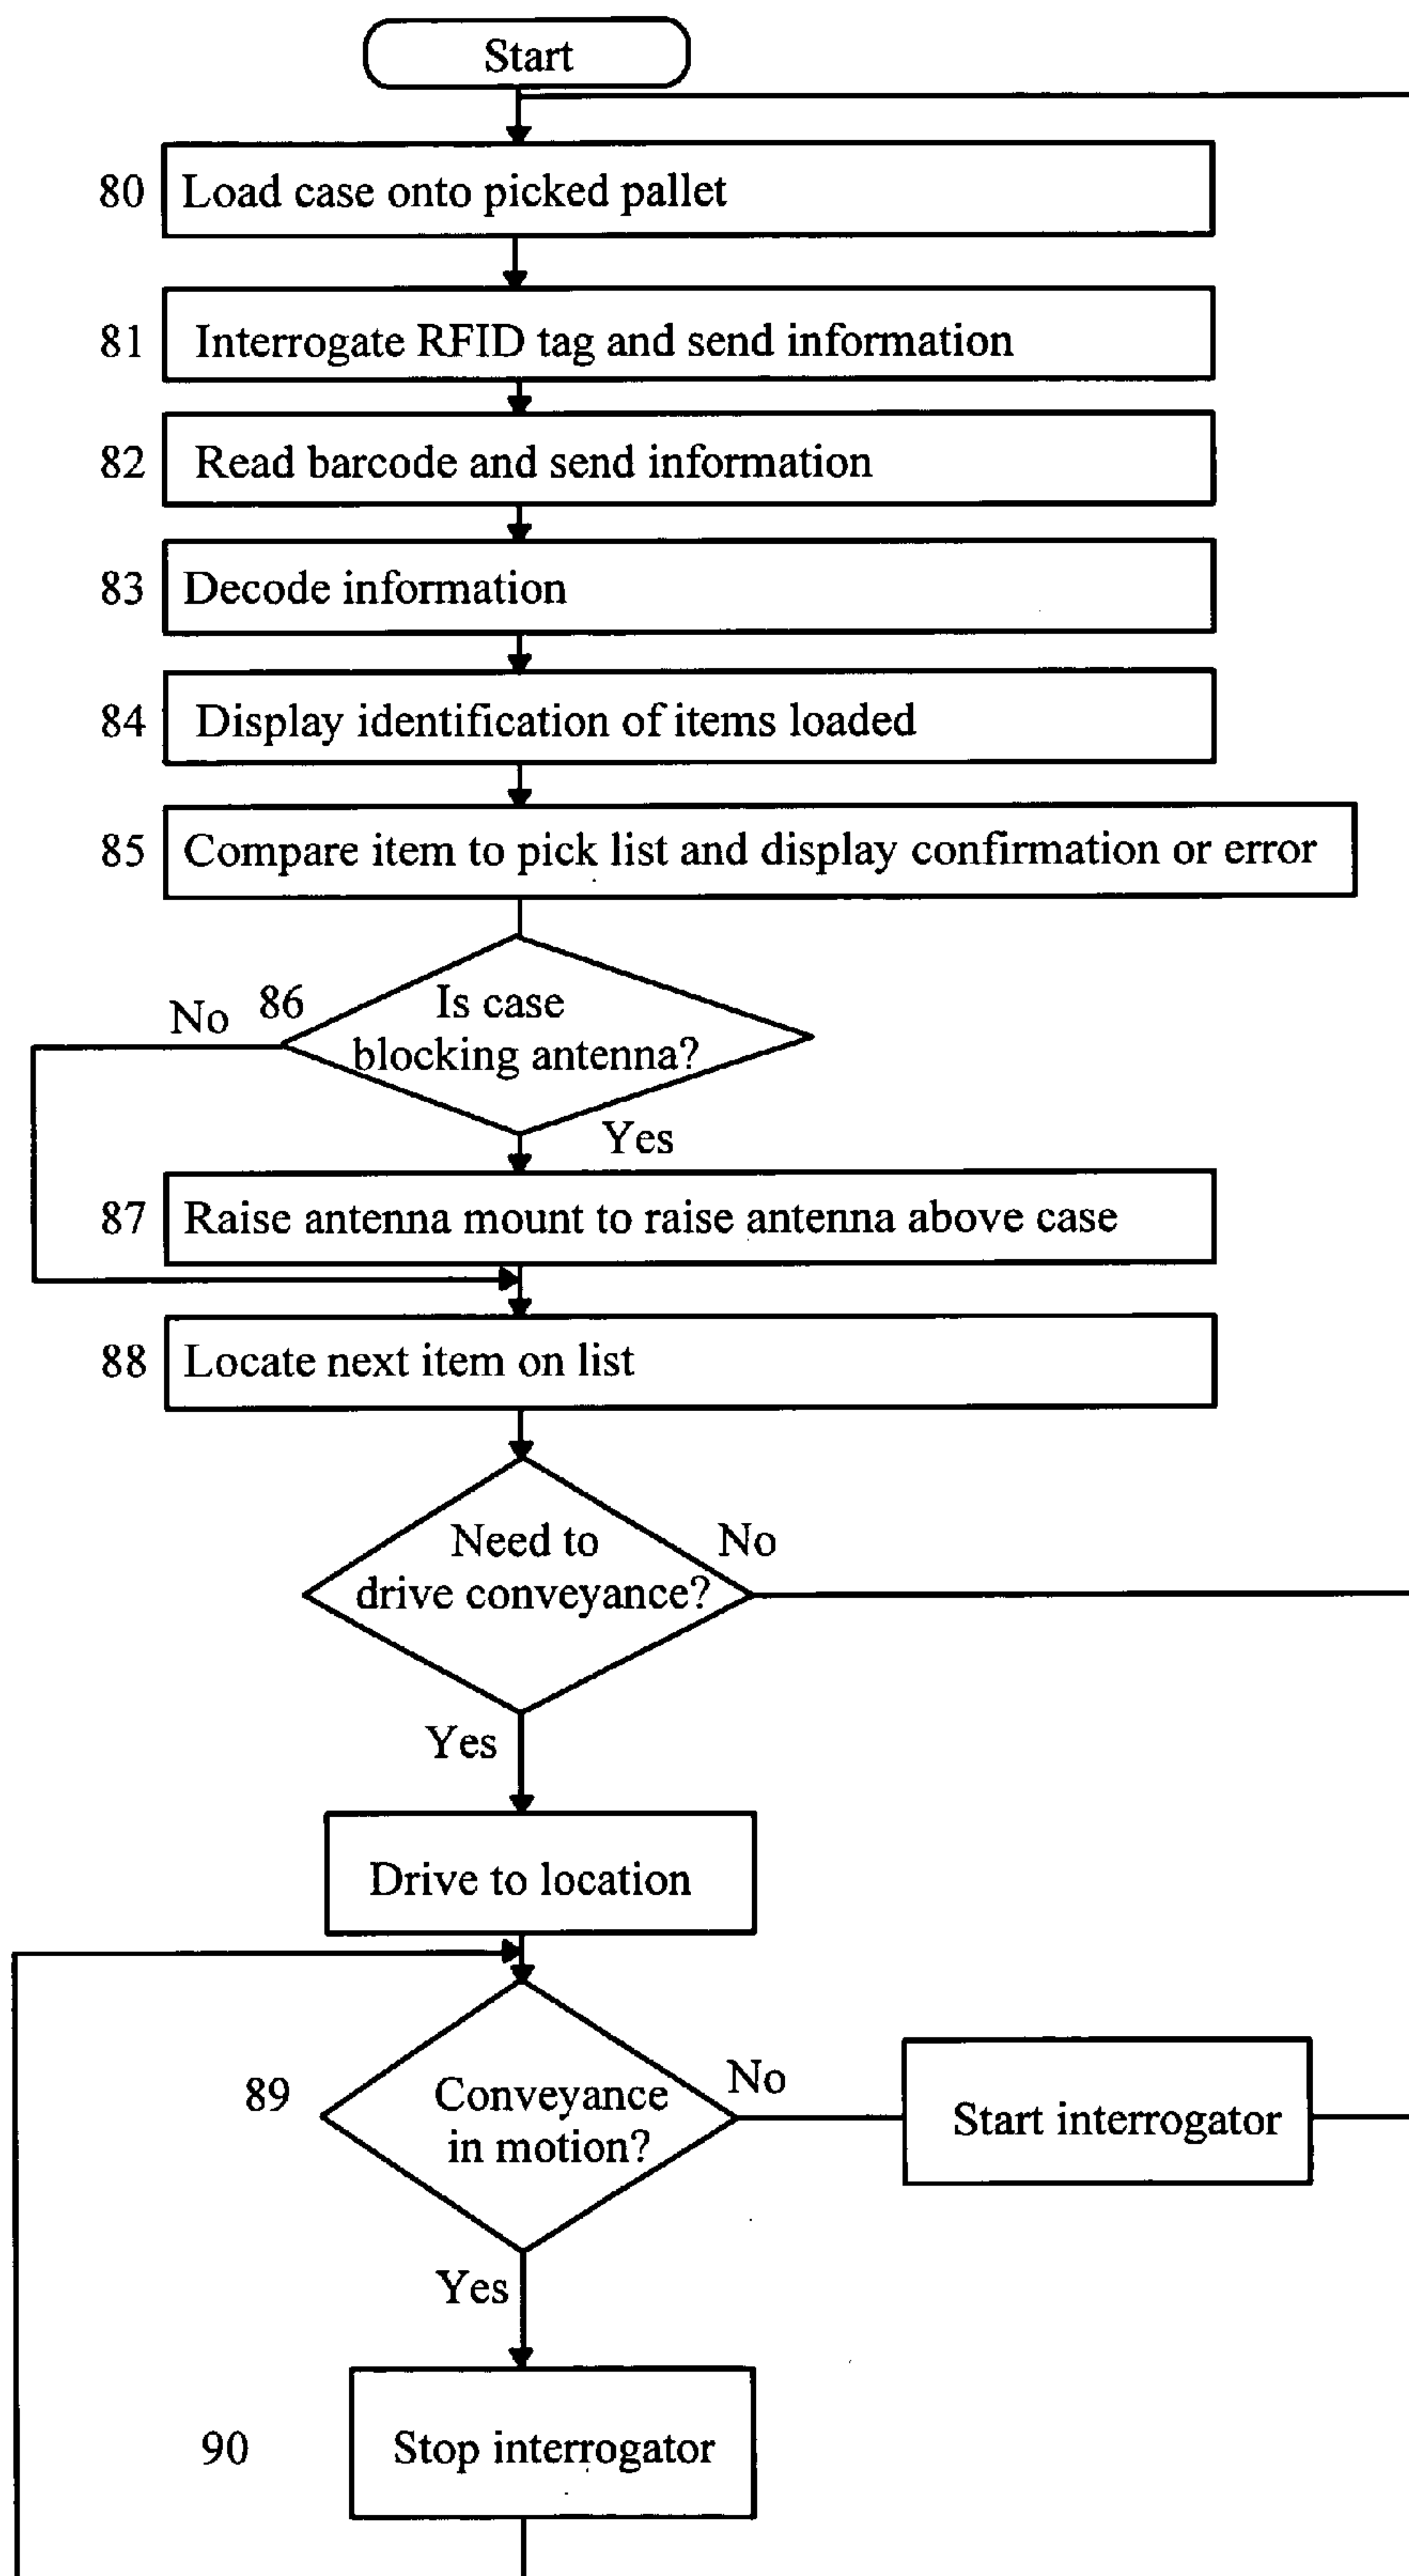 Start
80 Load case onto picked pallet
81 Interrogate RFID tag and send information
82 Read barcode and send information
83 Decode information
84 Display identification of items loaded
85 Compare item to pick list and display confirmation or error
No 86 Is case
blocking antenna?
Yes
87 Raise antenna mount to raise antenna above case
88 Locate next item on list
Need to No
drive conveyance?
Yes
Drive to location
89 Conveyance No
in motion?
Start interrogator
Yes
90 Stop interrogator